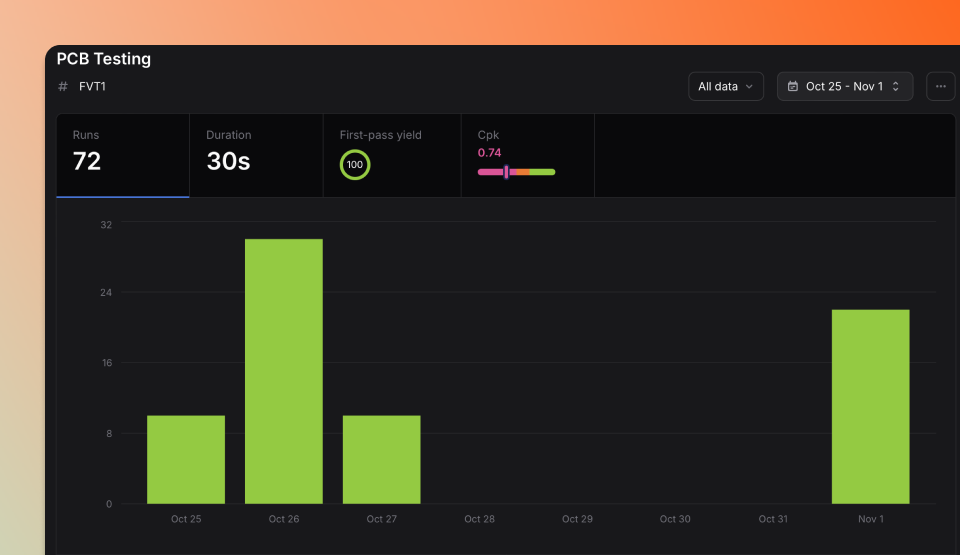 PCB Testing
# FVT1
All data
Oct 25 - Nov 1
Runs
72
Duration
30s
First-pass yield
100
Cpk
0.74
32
24
16
8
0
Oct 25
Oct 26
Oct 27
Oct 28
Oct 29
Oct 30
Oct 31
Nov 1